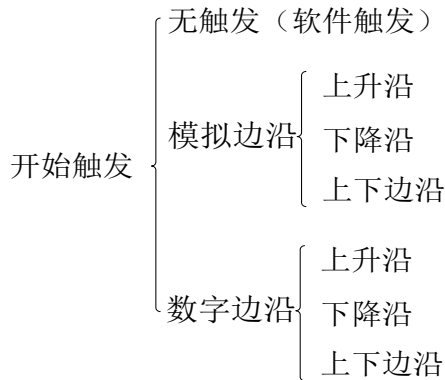 无触发（软件触发）
上升沿
模拟边沿
下降沿
上下边沿
开始触发
上升沿
数字边沿
下降沿
上下边沿